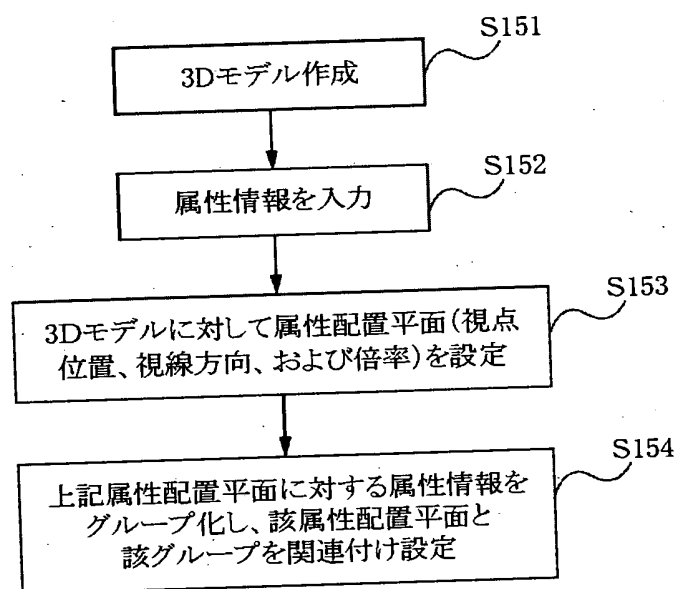 S151
3Dモデル作成
S152
属性情報を入力
S153
3Dモデルに対して属性配置平面(視点
位置、視線方向、および倍率)を設定
S154
上記属性配置平面に対する属性情報を
グループ化し、該属性配置平面と
該グループを関連付け設定